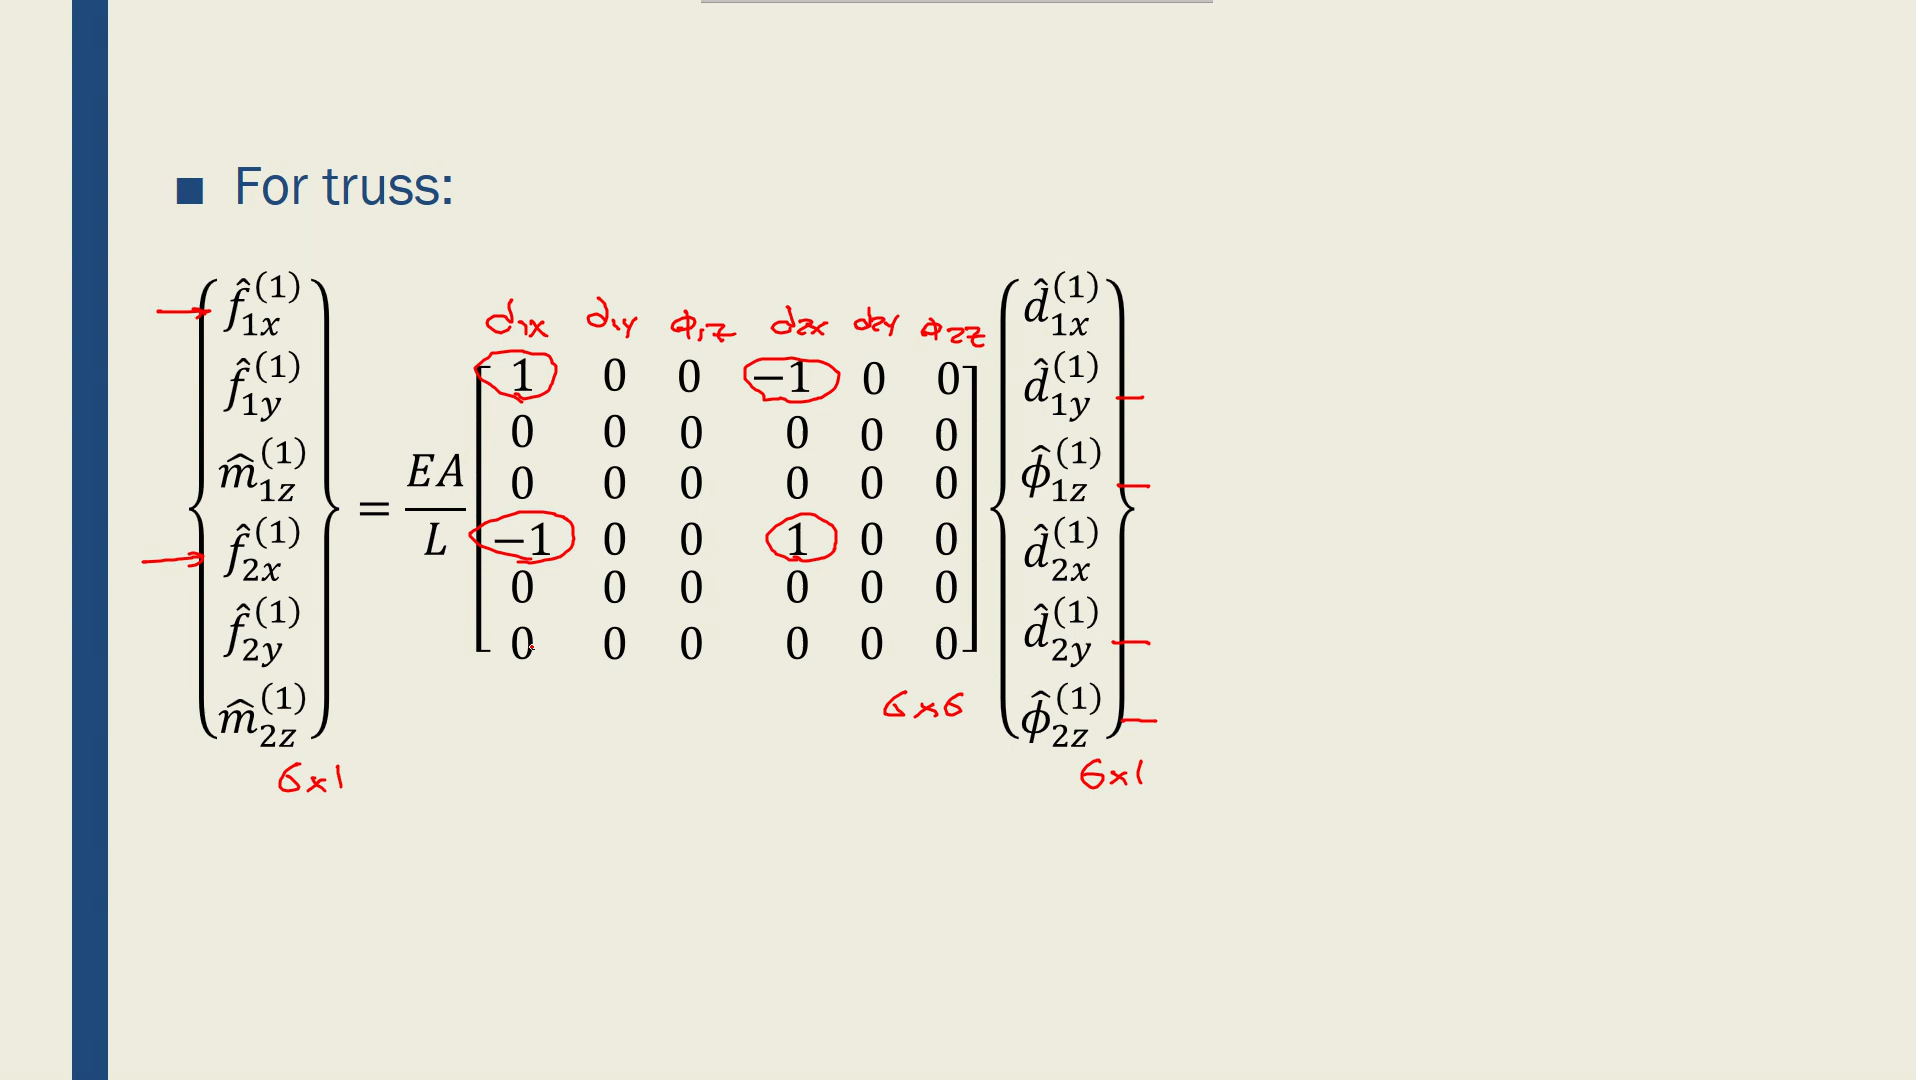 ■ For truss:
d1x d1y ϕ1z d2x d2y ϕ2z
{f̂1x(1) f̂1y(1) m̂1z(1) f̂2x(1) f̂2y(1) m̂2z(1)} = EA/L
[1 0 0 −1 0 0
0 0 0 0 0 0
0 0 0 0 0 0
−1 0 0 1 0 0
0 0 0 0 0 0
0 0 0 0 0 0]
{d̂1x(1) d̂1y(1) ϕ̂1z(1) d̂2x(1) d̂2y(1) ϕ̂2z(1)}
6x6
6x1 6x1